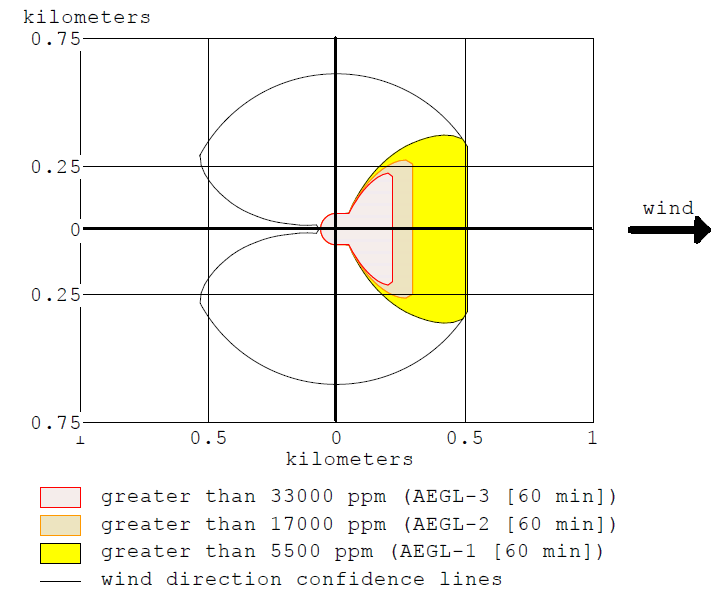 kilometers
0.75
0.25
0
wind
0.25
0.75
1 0.5 0 0.5 1
kilometers
greater than 33000 ppm (AEGL-3 [60 min])
greater than 17000 ppm (AEGL-2 [60 min])
greater than 5500 ppm (AEGL-1 [60 min])
wind direction confidence lines